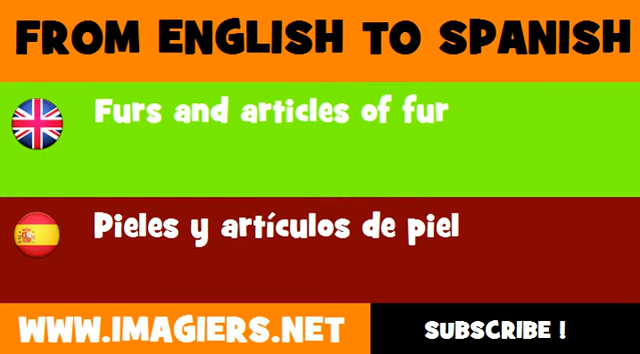 FROM ENGLISH TO SPANISH
Furs and articles of fur
Pieles y artículos de piel
WWW.IMAGIERS.NET
SUBSCRIBE !